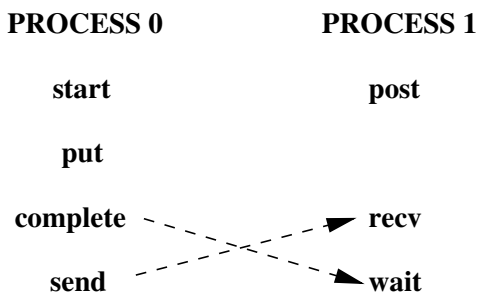 PROCESS 0 PROCESS 1
start post
put
complete recv
send wait